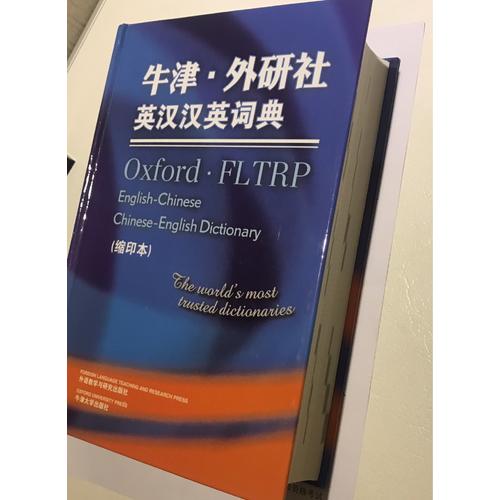 牛津·外研社
英汉汉英词典
Oxford·FLTRP
English-Chinese
Chinese-English Dictionary
(缩印本)
The world's most
trusted dictionaries
FOREIGN LANGUAGE TEACHING AND RESEARCH PRESS
外语教学与研究出版社
OXFORD UNIVERSITY PRESS
牛津大学出版社